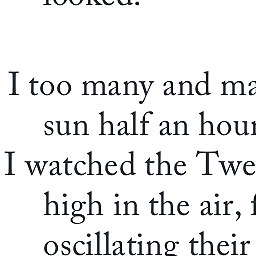 looked.
I too many and ma
sun half an hour
I watched the Twe
high in the air, f
oscillating their